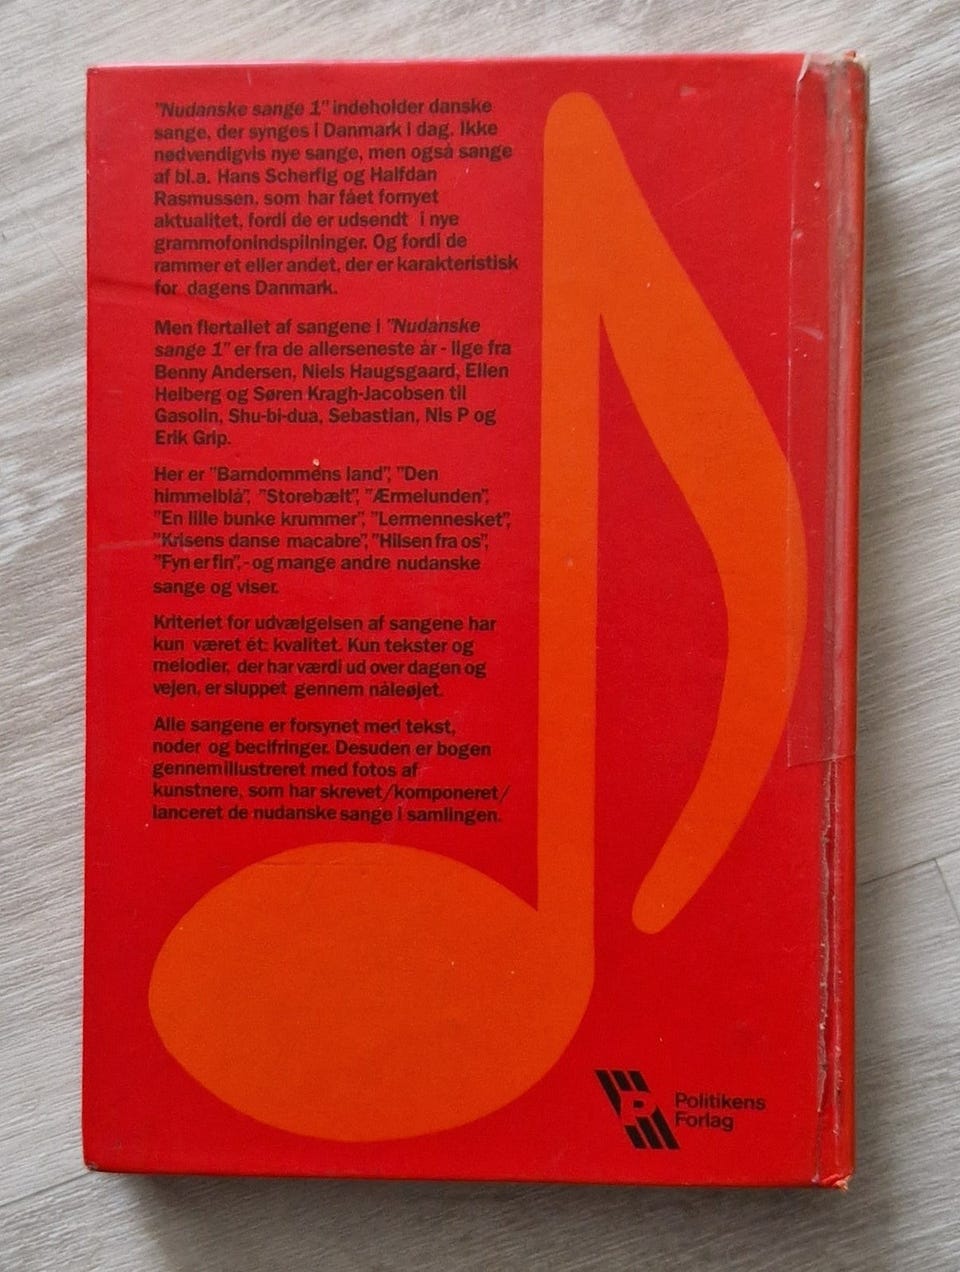 "Nudanske sange 1" indeholder danske
sange, der synges i Danmark i dag. Ikke
nødvendigvis nye sange, men også sange
af bl.a. Hans Scherfig og Halfdan
Rasmussen, som har fået fornyet
aktualitet, fordi de er udsendt i nye
grammofonindspilninger. Og fordi de
rammer et eller andet, der er karakteristisk
for dagens Danmark.
Men flertallet af sangene i "Nudanske
sange 1" er fra de allerseneste år - lige fra
Benny Andersen, Niels Haugsgaard, Ellen
Heiberg og Søren Kragh-Jacobsen til
Gasolin, Shu-bi-dua, Sebastian, Nis P og
Erik Grip.
Her er "Barndommens land", "Den
himmelblå", "Storebælt", "Ærmelunden",
"En lille bunke krummer", "Lermennesket",
"Krisens danse macabre", "Hilsen fra os",
"Fyn er fin", - og mange andre nudanske
sange og viser.
Kriteriet for udvælgelsen af sangene har
kun været ét: kvalitet. Kun tekster og
melodier, der har værdi ud over dagen og
vejen, er sluppet gennem nåleøjet.
Alle sangene er forsynet med tekst,
noder og becifringer. Desuden er bogen
gennemillustreret med fotos af
kunstnere, som har skrevet/komponeret/
lanceret de nudanske sange i samlingen.
P
Politikens
Forlag